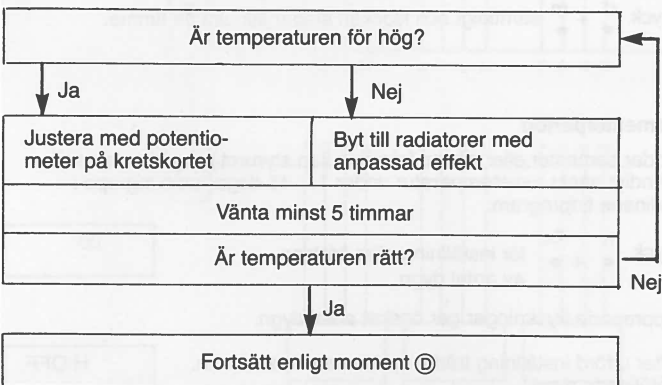 Är temperaturen för hög?
Ja
Nej
Justera med potentio-
meter på kretskortet
Byt till radiatorer med
anpassad effekt
Vänta minst 5 timmar
Är temperaturen rätt?
Nej
Ja
Fortsätt enligt moment Ⓓ